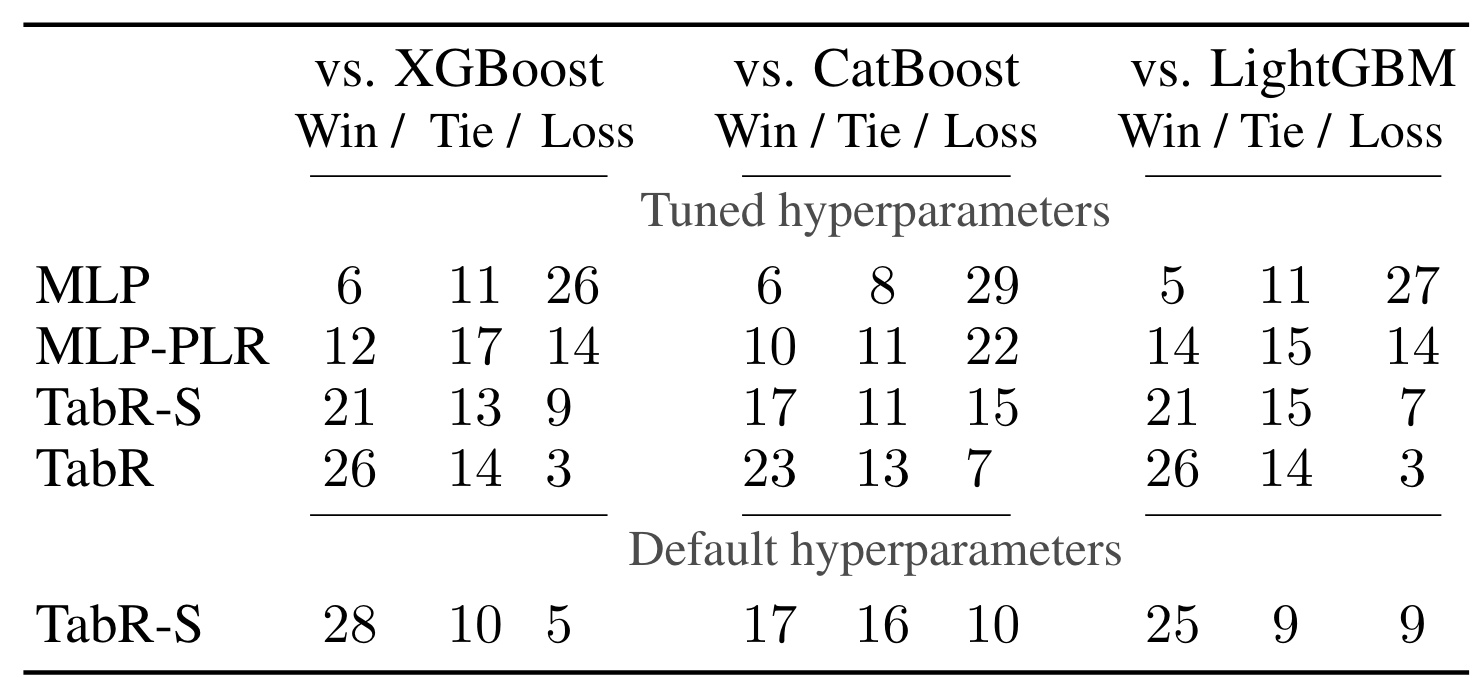 vs. XGBoost vs. CatBoost vs. LightGBM
Win / Tie / Loss Win / Tie / Loss Win / Tie / Loss
Tuned hyperparameters
MLP 6 11 26 6 8 29 5 11 27
MLP-PLR 12 17 14 10 11 22 14 15 14
TabR-S 21 13 9 17 11 15 21 15 7
TabR 26 14 3 23 13 7 26 14 3
Default hyperparameters
TabR-S 28 10 5 17 16 10 25 9 9